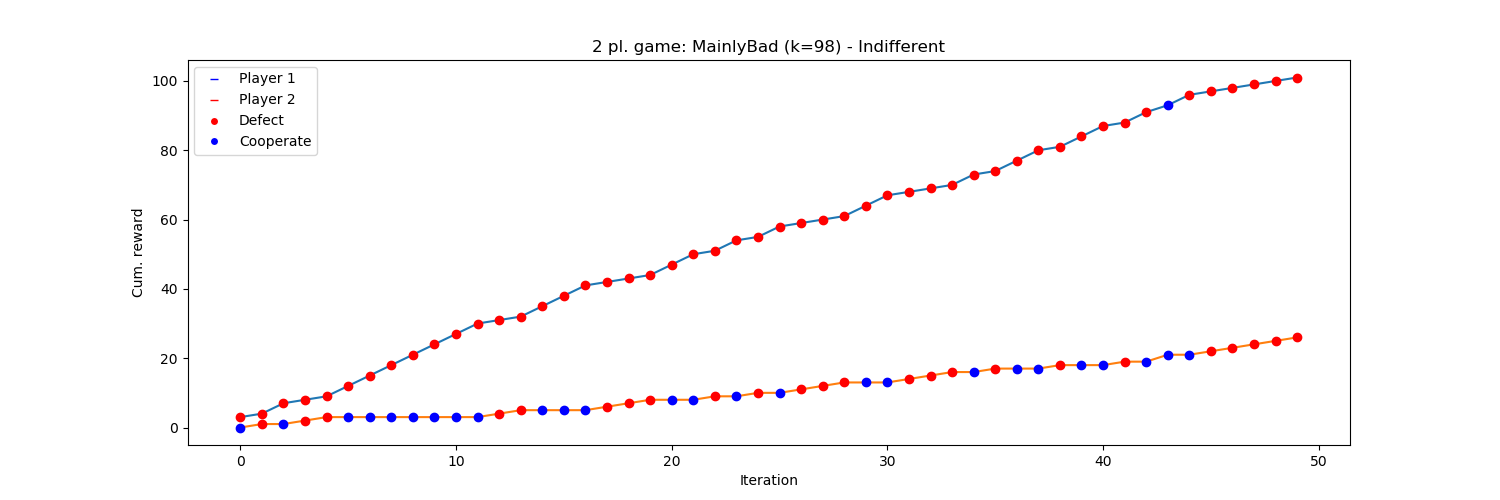 2 pl. game: MainlyBad (k=98) - Indifferent
Player 1
Player 2
Defect
Cooperate
100
80
60
40
20
0
Cum. reward
0 10 20 30 40 50
Iteration